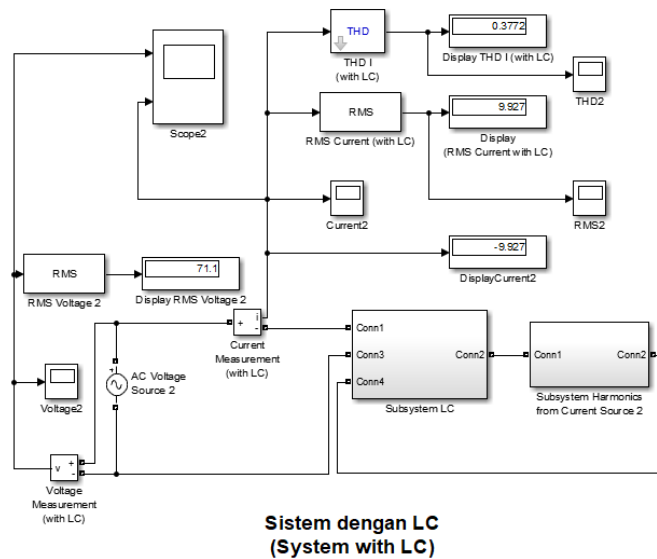 THD
THD I
(with LC)
0.3772
Display THD I (with LC)
THD2
Scope2
RMS
RMS Current (with LC)
9.927
Display
(RMS Current with LC)
Current2
RMS2
-9.927
DisplayCurrent2
RMS
RMS Voltage 2
71.1
Display RMS Voltage 2
+
i
-
Current
Measurement
(with LC)
Conn1
Conn3
Conn4
Conn2
Subsystem LC
Conn1
Conn2
Subsystem Harmonics
from Current Source 2
+
AC Voltage
Source 2
Voltage2
v
+
-
Voltage
Measurement
(with LC)
Sistem dengan LC
(System with LC)